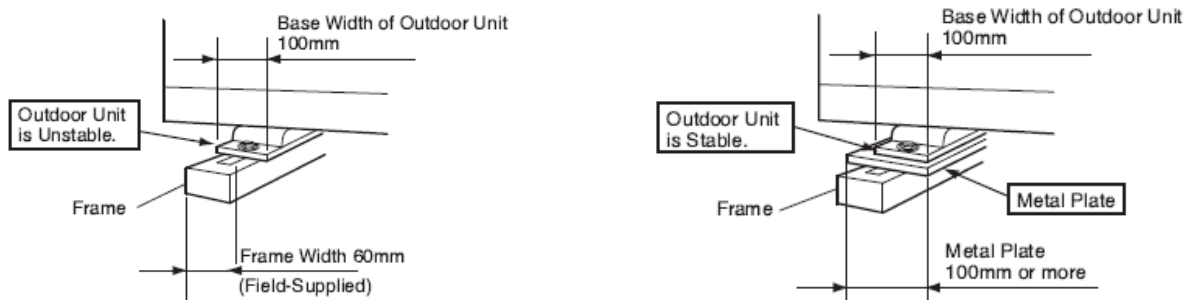 Base Width of Outdoor Unit
100mm
Outdoor Unit
is Unstable.
Frame
Frame Width 60mm
(Field-Supplied)
Base Width of Outdoor Unit
100mm
Outdoor Unit
is Stable.
Frame
Metal Plate
Metal Plate
100mm or more